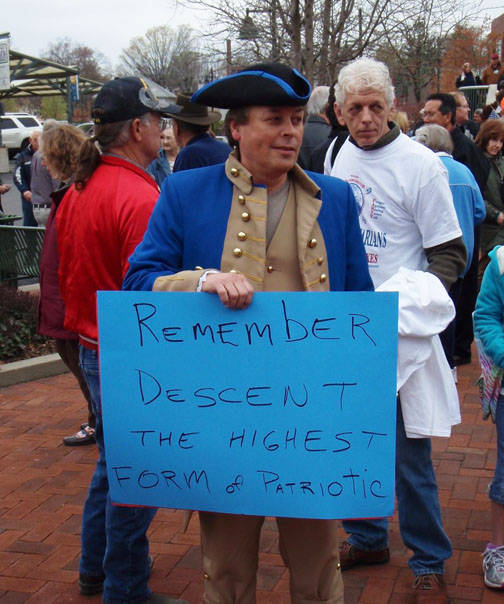 REMEMBER
DESCENT
THE HIGHEST
FORM of PATRIOTIC